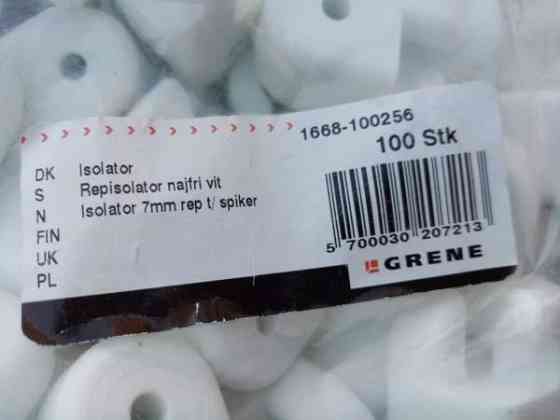 1668-100256
100 Stk
DK Isolator
S Repisolator najfri vit
N Isolator 7mm rep t/ spiker
FIN
UK
PL
5 700030 207213
GRENE